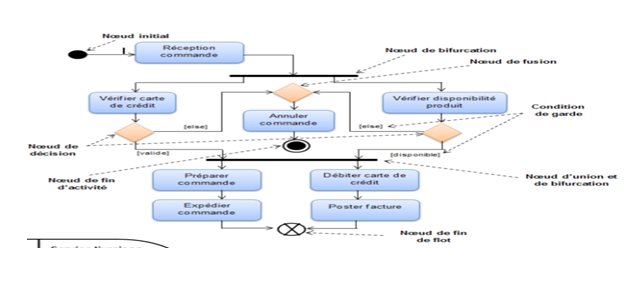 Nœud initial
Réception
commande
Nœud de bifurcation
Nœud de fusion
Vérifier carte
de crédit
Vérifier disponibilité
produit
Annuler
commande
Condition
de garde
[else]
[else]
Nœud de
décision
[valide]
[disponible]
Nœud de fin
d'activité
Préparer
commande
Débiter carte de
crédit
Nœud d'union et
de bifurcation
Expédier
commande
Poster facture
Nœud de fin
de flot